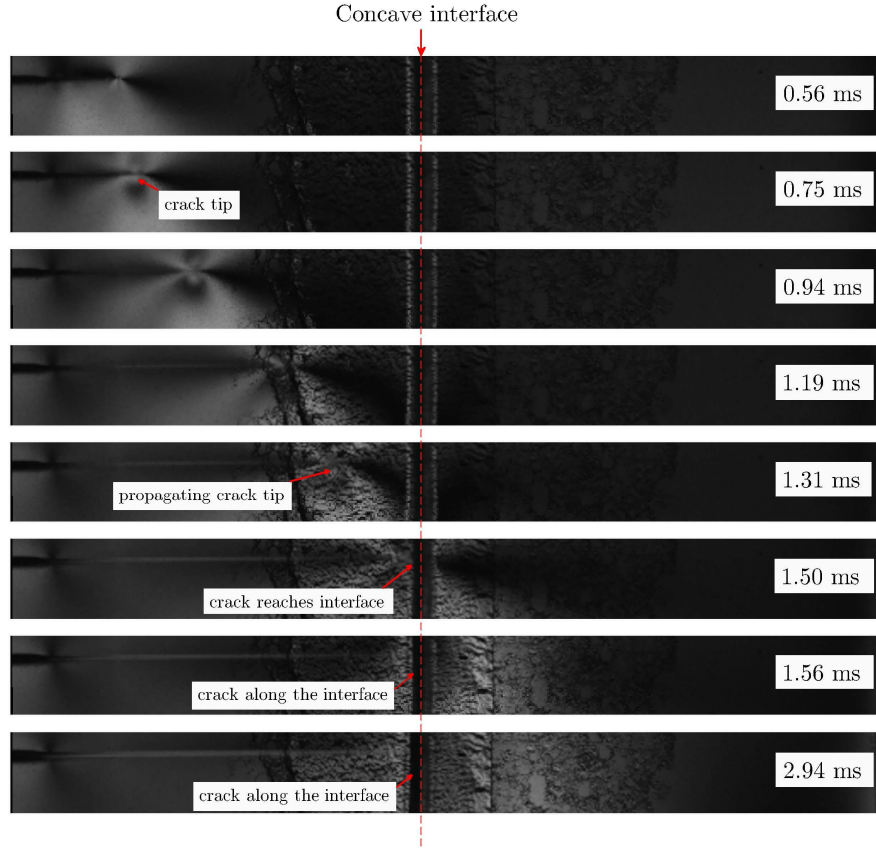 Concave interface
0.56 ms
0.75 ms
crack tip
0.94 ms
1.19 ms
1.31 ms
propagating crack tip
1.50 ms
crack reaches interface
1.56 ms
crack along the interface
2.94 ms
crack along the interface